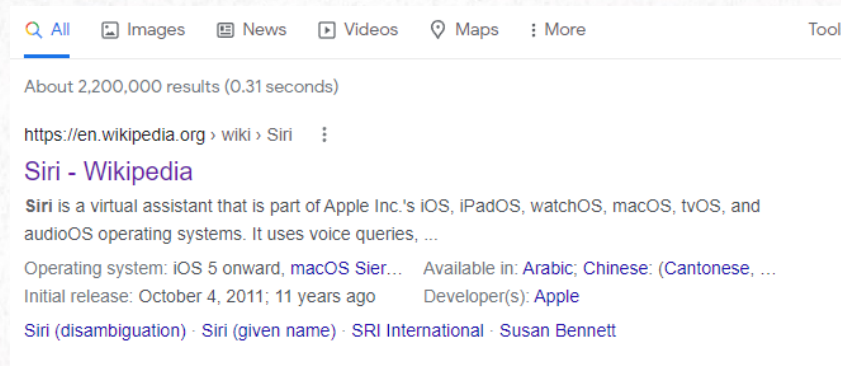 All Images News Videos Maps More Tool
About 2,200,000 results (0.31 seconds)
https://en.wikipedia.org › wiki › Siri
Siri - Wikipedia
Siri is a virtual assistant that is part of Apple Inc.'s iOS, iPadOS, watchOS, macOS, tvOS, and
audioOS operating systems. It uses voice queries, ...
Operating system: iOS 5 onward, macOS Sier... Available in: Arabic; Chinese: (Cantonese, ...
Initial release: October 4, 2011; 11 years ago Developer(s): Apple
Siri (disambiguation) · Siri (given name) · SRI International · Susan Bennett